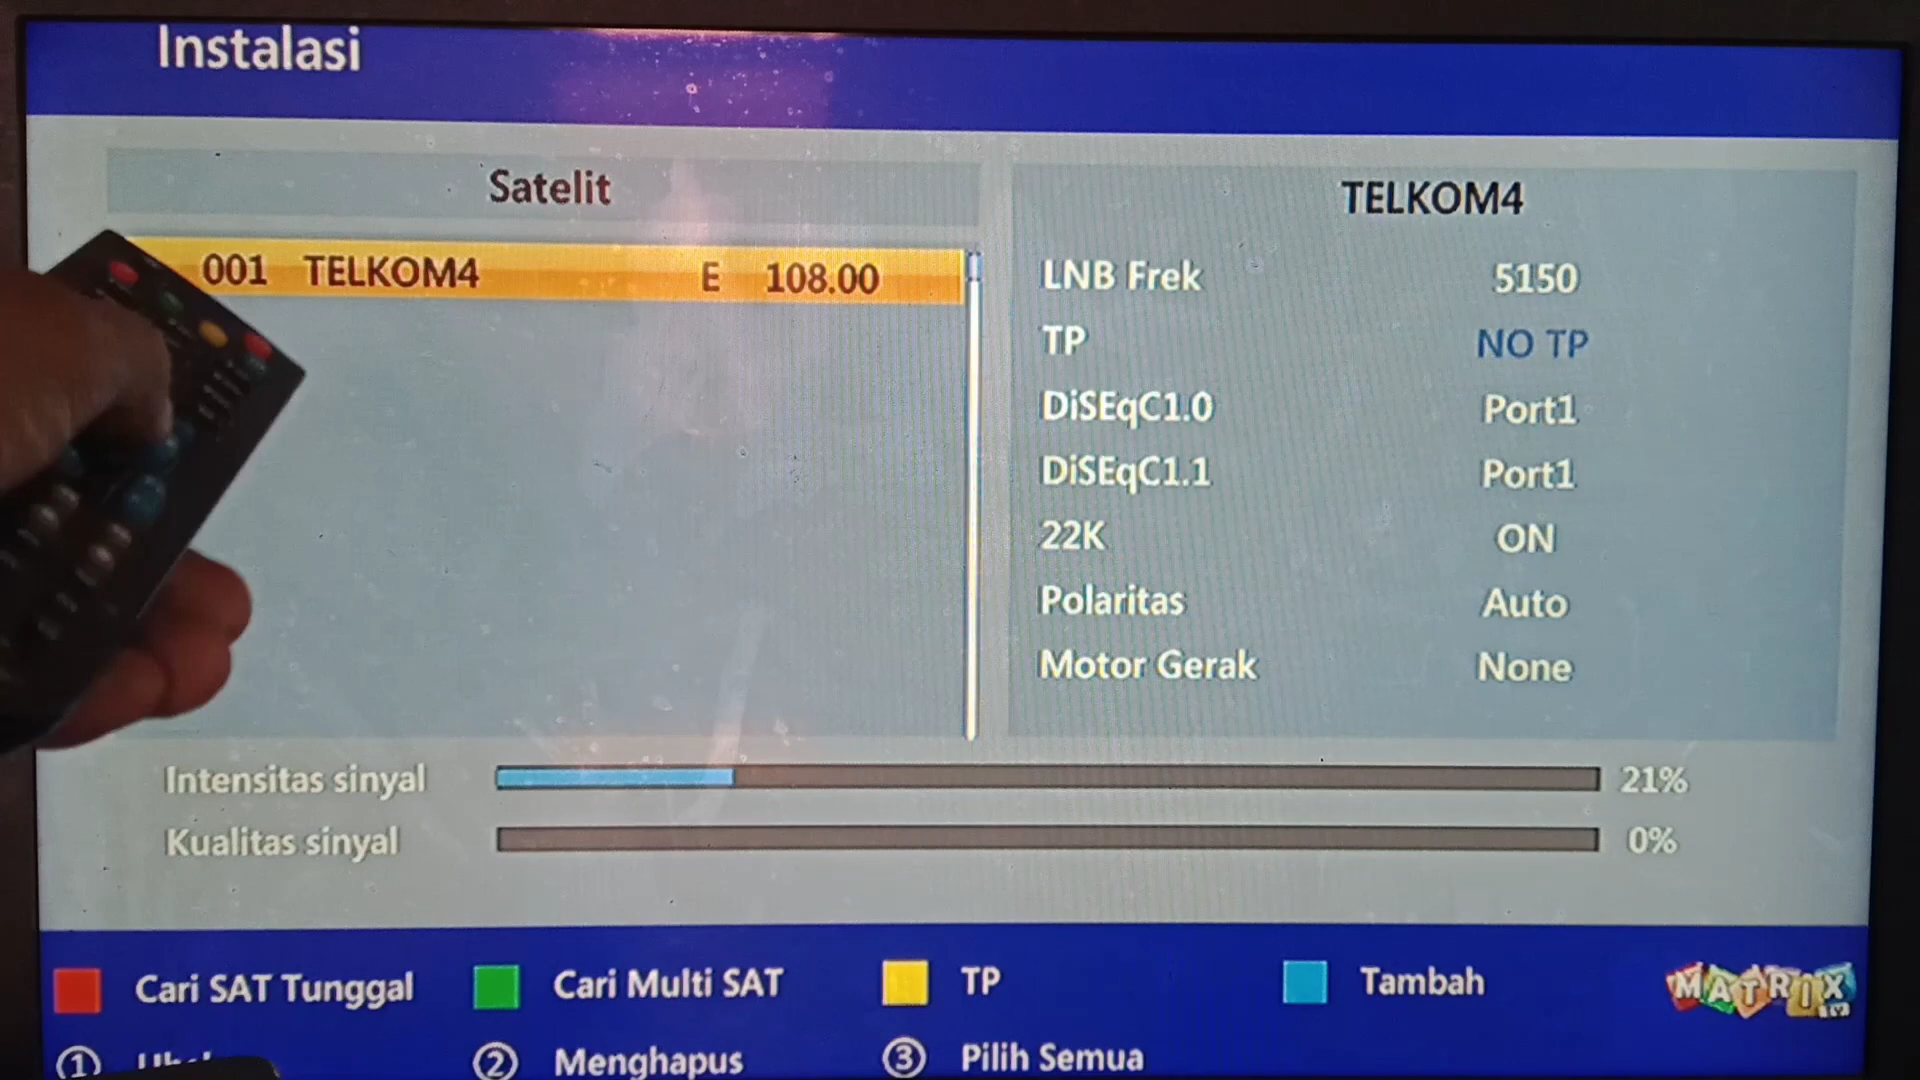 Instalasi
Satelit
001 TELKOM4 E 108.00
TELKOM4
LNB Frek 5150
TP NO TP
DiSEqC1.0 Port1
DiSEqC1.1 Port1
22K ON
Polaritas Auto
Motor Gerak None
Intensitas sinyal 21%
Kualitas sinyal 0%
Cari SAT Tunggal Cari Multi SAT TP Tambah
MATRIX
1 2 Menghapus 3 Pilih Semua